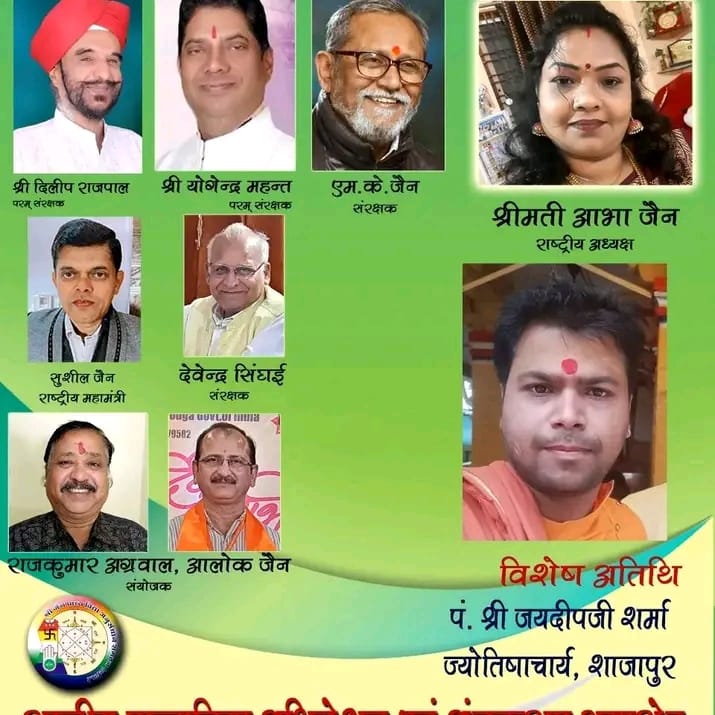 श्री दिलीप राजपाल
परम् संरक्षक
श्री योगेन्द्र महन्त
परम् संरक्षक
एम.के.जैन
संरक्षक
श्रीमती आभा जैन
राष्ट्रीय अध्यक्ष
सुशील जैन
राष्ट्रीय महामंत्री
देवेन्द्र सिंघई
संरक्षक
79582
राजकुमार अग्रवाल, आलोक जैन
संयोजक
विशेष अतिथि
पं. श्री जयदीपजी शर्मा
ज्योतिषाचार्य, शाजापुर